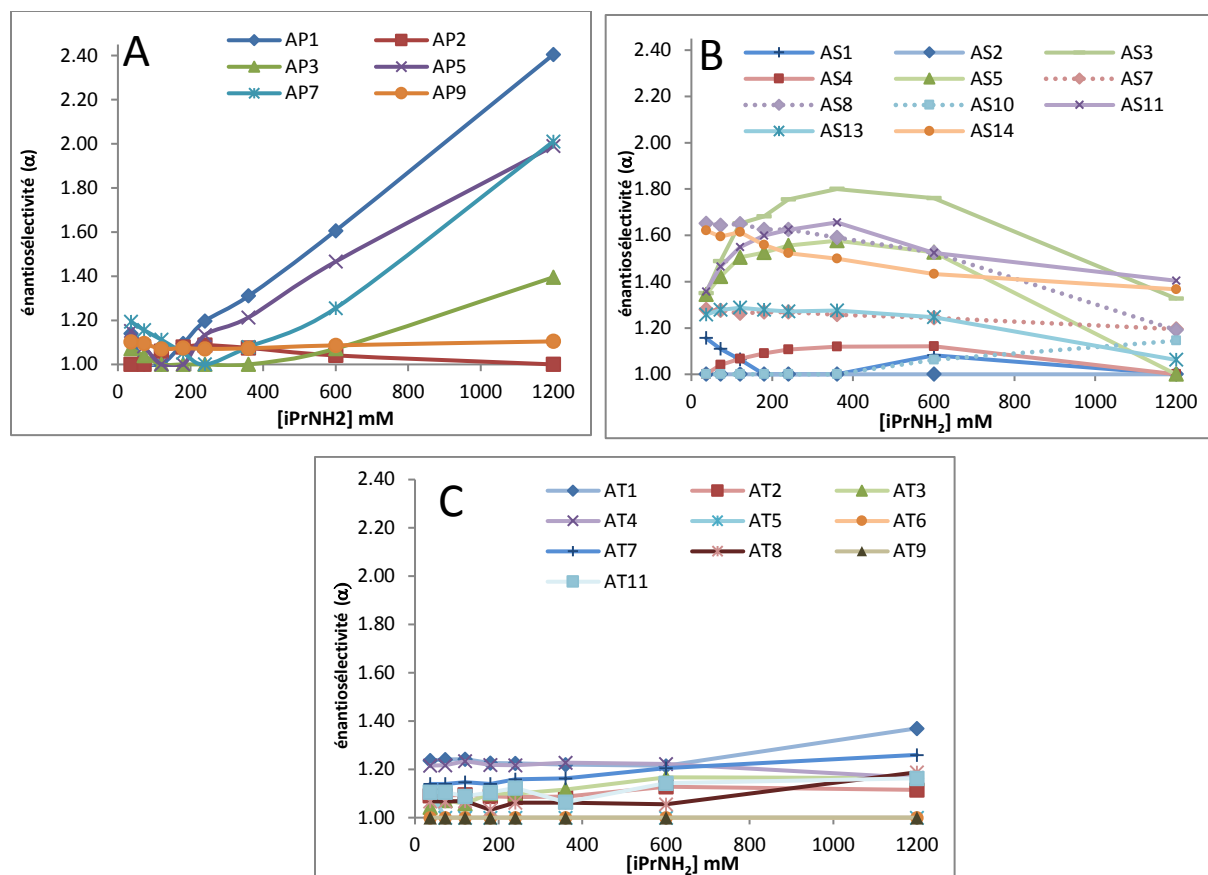 A
AP1 AP2
AP3 AP5
AP7 AP9
énantiosélectivité (α)
2.40
2.20
2.00
1.80
1.60
1.40
1.20
1.00
0 200 400 600 800 1000 1200
[iPrNH2] mM
B
AS1 AS2 AS3
AS4 AS5 AS7
AS8 AS10 AS11
AS13 AS14
énantiosélectivité (α)
2.40
2.20
2.00
1.80
1.60
1.40
1.20
1.00
0 200 400 600 800 1000 1200
[iPrNH₂] mM
C
AT1 AT2 AT3
AT4 AT5 AT6
AT7 AT8 AT9
AT11
énantiosélectivité (α)
2.40
2.20
2.00
1.80
1.60
1.40
1.20
1.00
0 200 400 600 800 1000 1200
[iPrNH₂] mM